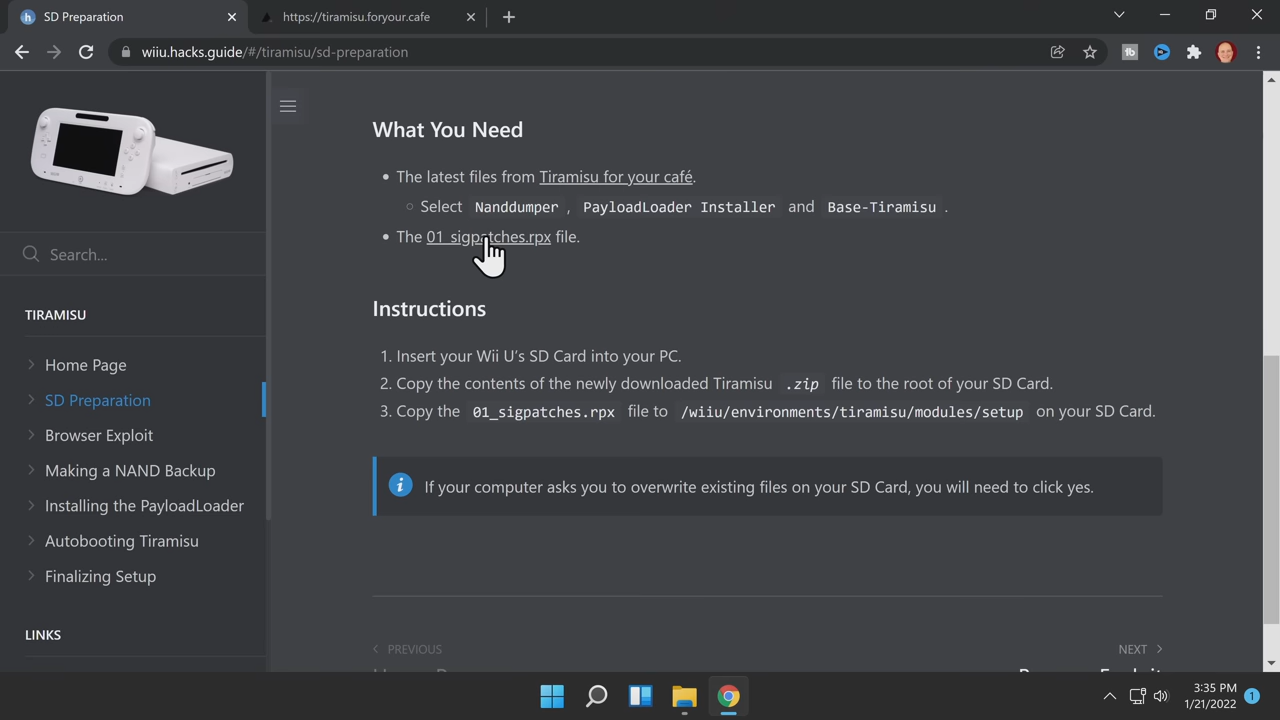 SD Preparation
https://tiramisu.foryour.cafe
wiiu.hacks.guide/#/tiramisu/sd-preparation
Search...
TIRAMISU
Home Page
SD Preparation
Browser Exploit
Making a NAND Backup
Installing the PayloadLoader
Autobooting Tiramisu
Finalizing Setup
LINKS
What You Need
The latest files from Tiramisu for your café.
Select Nanddumper , PayloadLoader Installer and Base-Tiramisu .
The 01_sigpatches.rpx file.
Instructions
1. Insert your Wii U’s SD Card into your PC.
2. Copy the contents of the newly downloaded Tiramisu .zip file to the root of your SD Card.
3. Copy the 01_sigpatches.rpx file to /wiiu/environments/tiramisu/modules/setup on your SD Card.
If your computer asks you to overwrite existing files on your SD Card, you will need to click yes.
PREVIOUS
NEXT
3:35 PM
1/21/2022
1